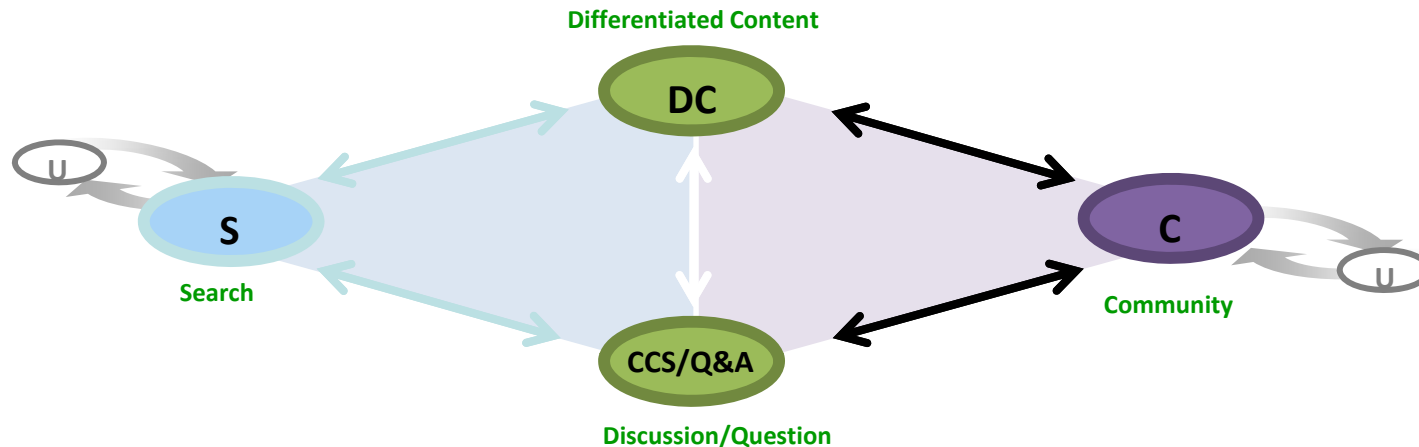 Differentiated Content
DC
U
S
C
U
Search
Community
CCS/Q&A
Discussion/Question